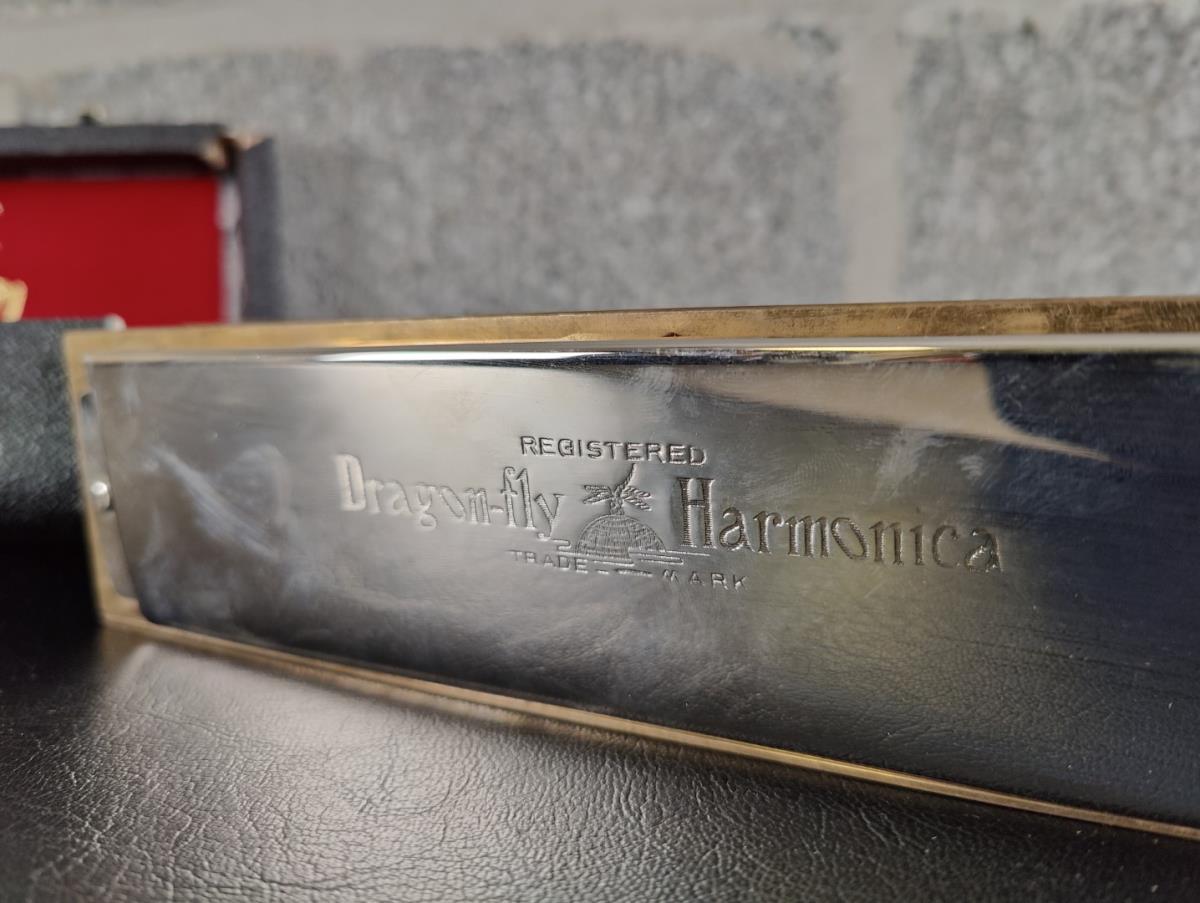 REGISTERED
Dragon-fly Harmonica
TRADE MARK